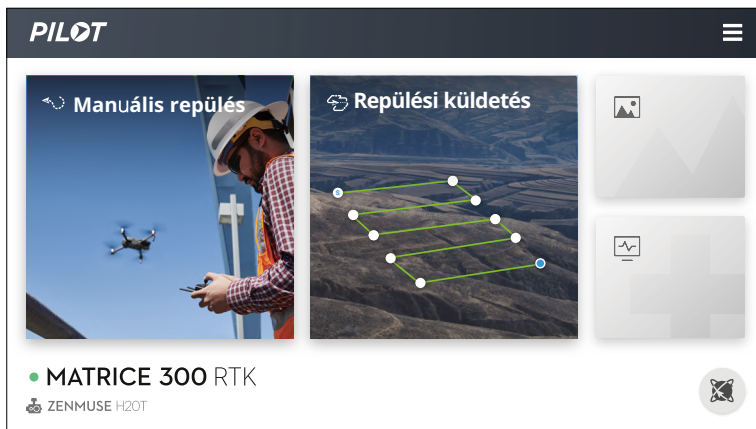 PILOT
Manuális repülés
Repülési küldetés
S
MATRICE 300 RTK
ZENMUSE H20T